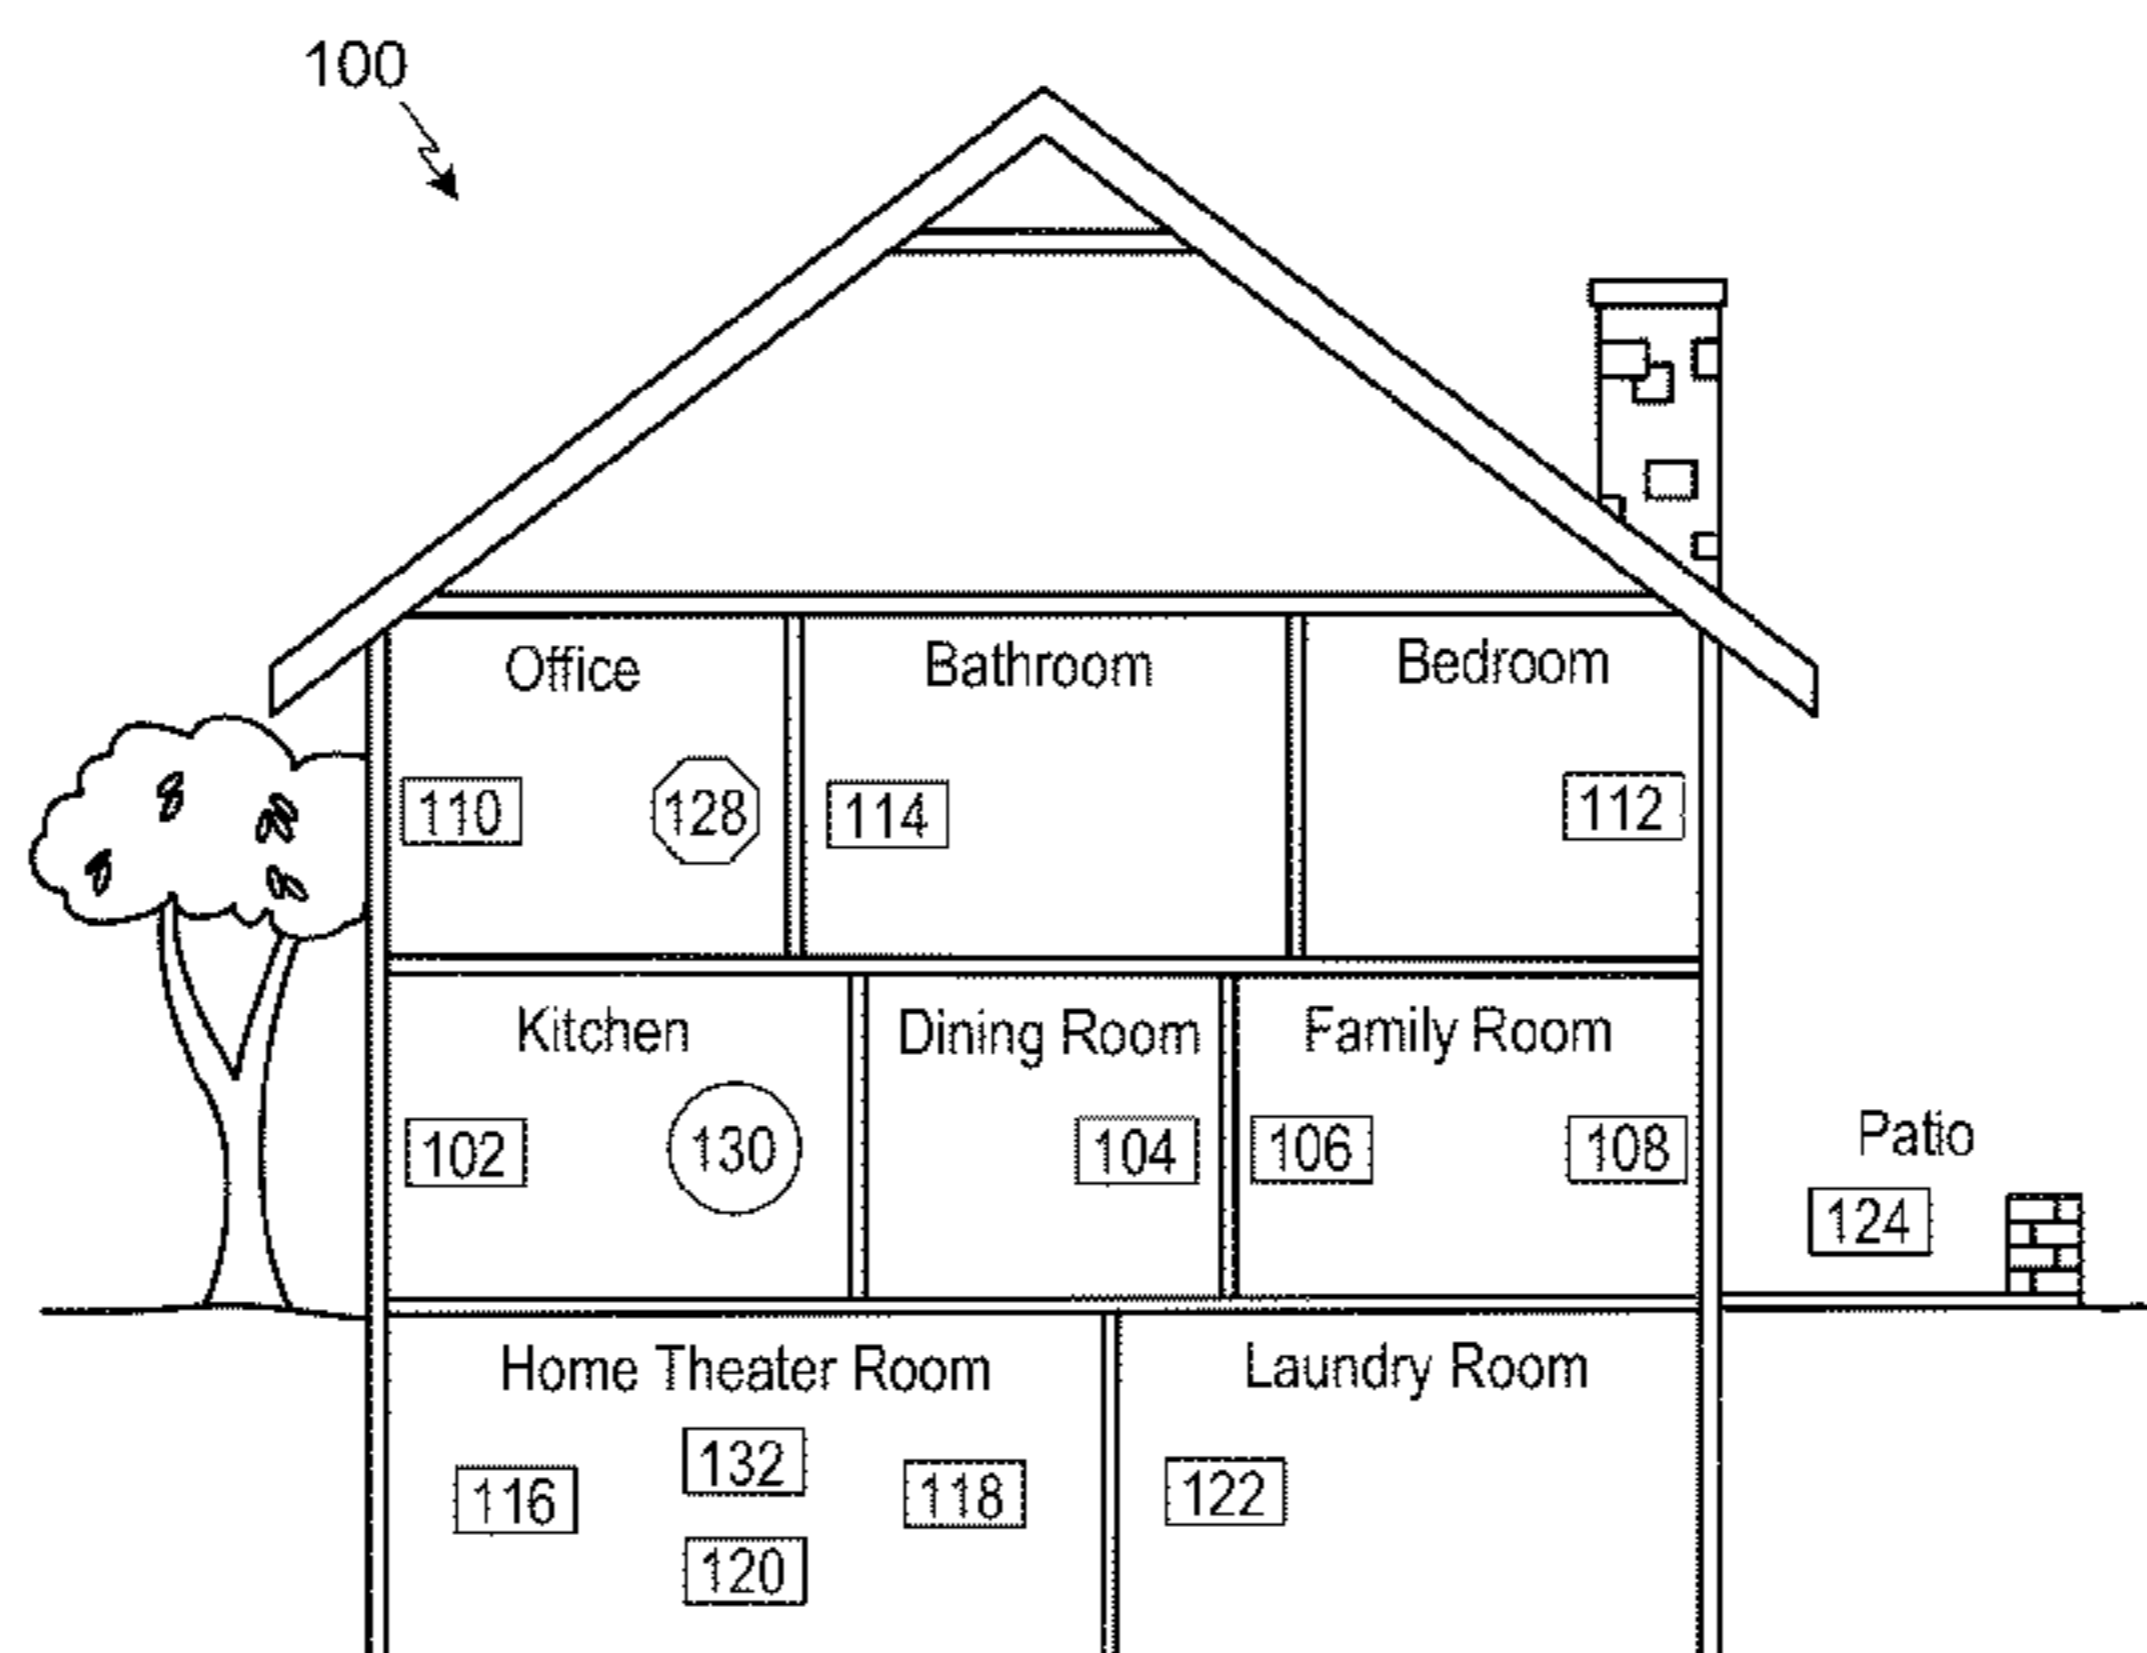 100
Office
Bathroom
Bedroom
110
128
114
112
Kitchen
Dining Room
Family Room
102
130
104
106
108
Patio
124
Home Theater Room
Laundry Room
132
116
118
122
120